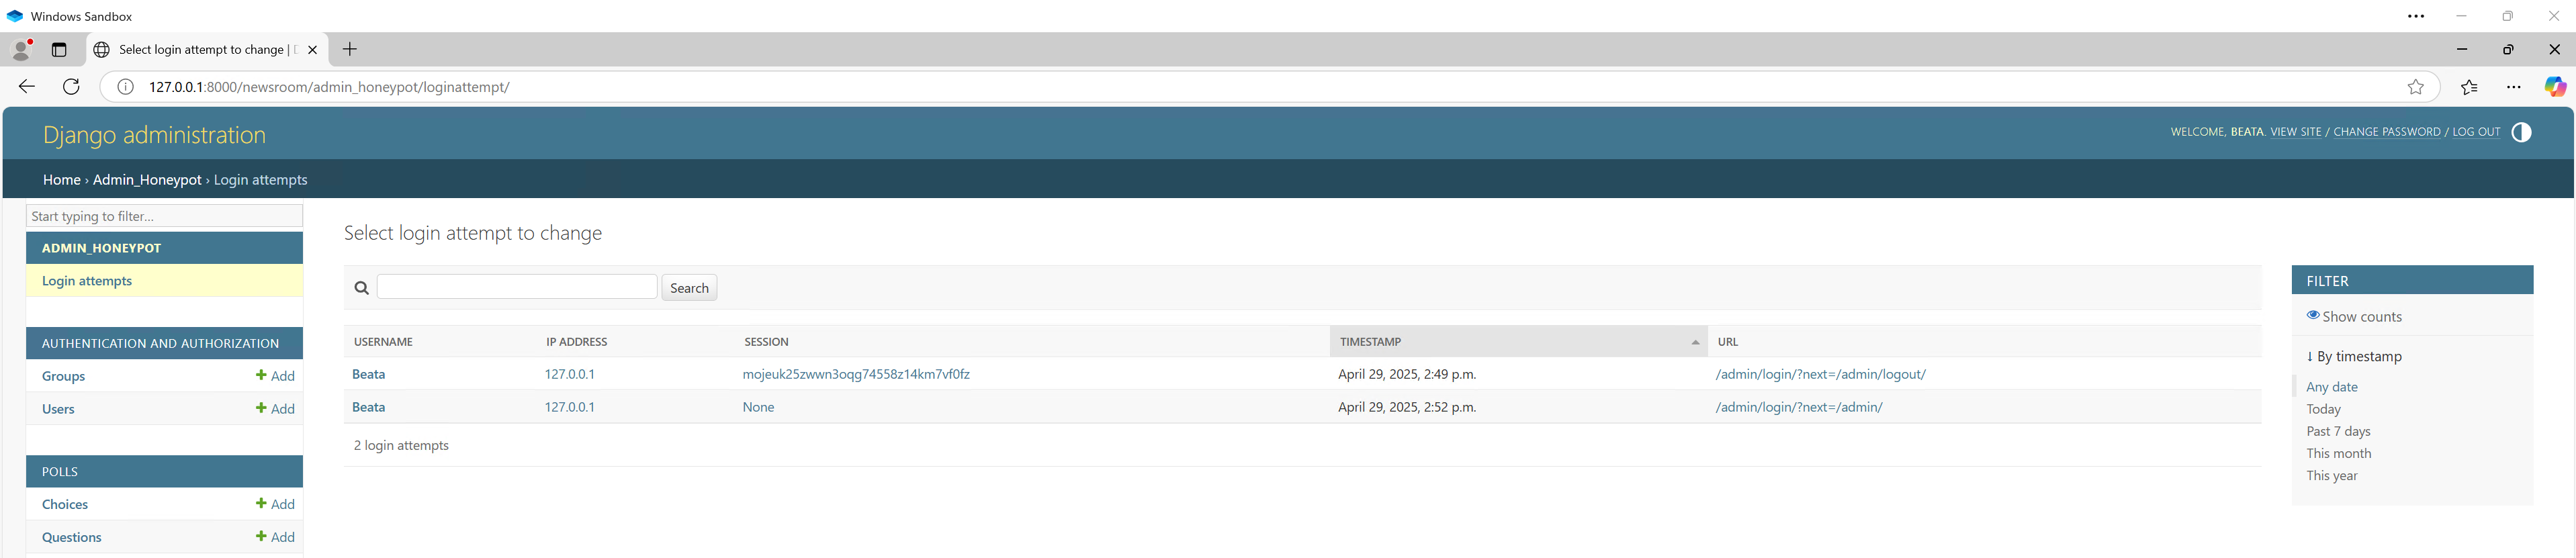 Windows Sandbox
Select login attempt to change |
127.0.0.1:8000/newsroom/admin_honeypot/loginattempt/
Django administration
WELCOME, BEATA. VIEW SITE / CHANGE PASSWORD / LOG OUT
Home › Admin_Honeypot › Login attempts
Start typing to filter...
ADMIN_HONEYPOT
Login attempts
AUTHENTICATION AND AUTHORIZATION
Groups + Add
Users + Add
POLLS
Choices + Add
Questions + Add
Select login attempt to change
Search
USERNAME IP ADDRESS SESSION TIMESTAMP URL
Beata 127.0.0.1 mojeuk25zwwn3oqg74558z14km7vf0fz April 29, 2025, 2:49 p.m. /admin/login/?next=/admin/logout/
Beata 127.0.0.1 None April 29, 2025, 2:52 p.m. /admin/login/?next=/admin/
2 login attempts
FILTER
Show counts
↓ By timestamp
Any date
Today
Past 7 days
This month
This year